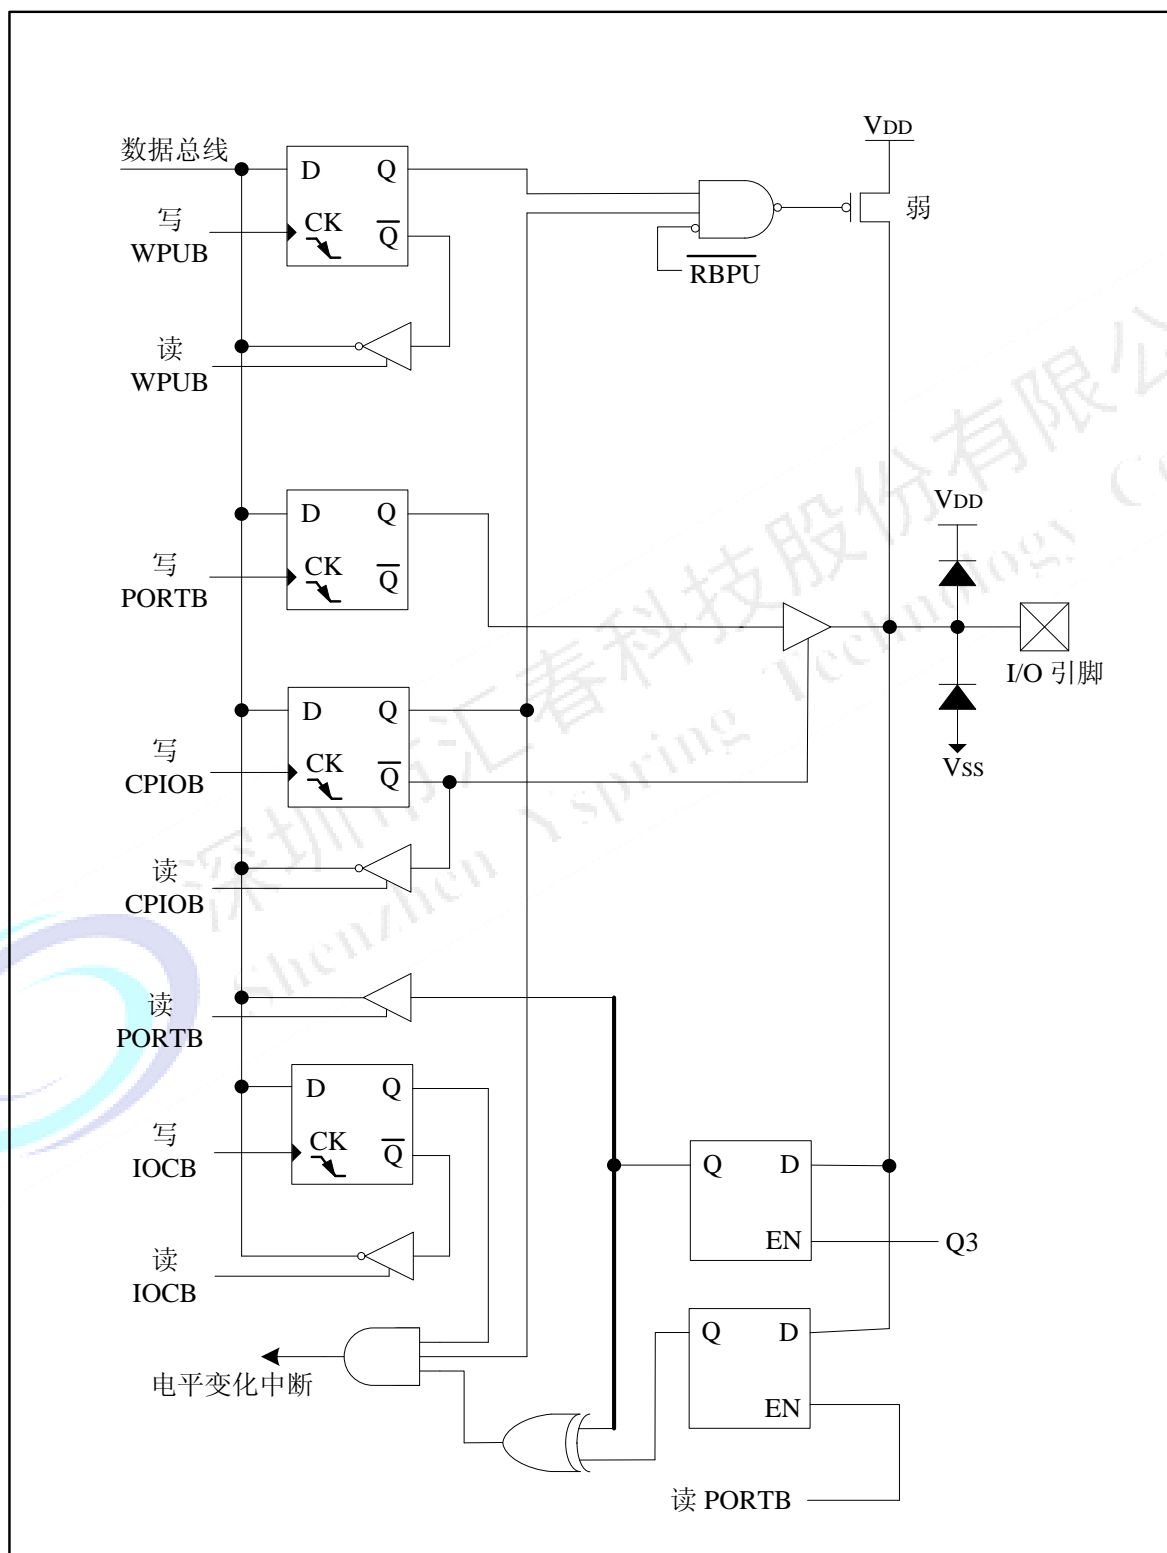 数据总线
D Q
CK Q
写
WPUB
读
WPUB
VDD
弱
RBPU
D Q
CK Q
写
PORTB
VDD
I/O 引脚
VSS
D Q
CK Q
写
CPIOB
读
CPIOB
读
PORTB
D Q
CK Q
写
IOCB
读
IOCB
Q D
EN
Q3
Q D
EN
电平变化中断
读 PORTB
深圳市汇春科技股份有限公
Shenzhen Yspring Technology Co